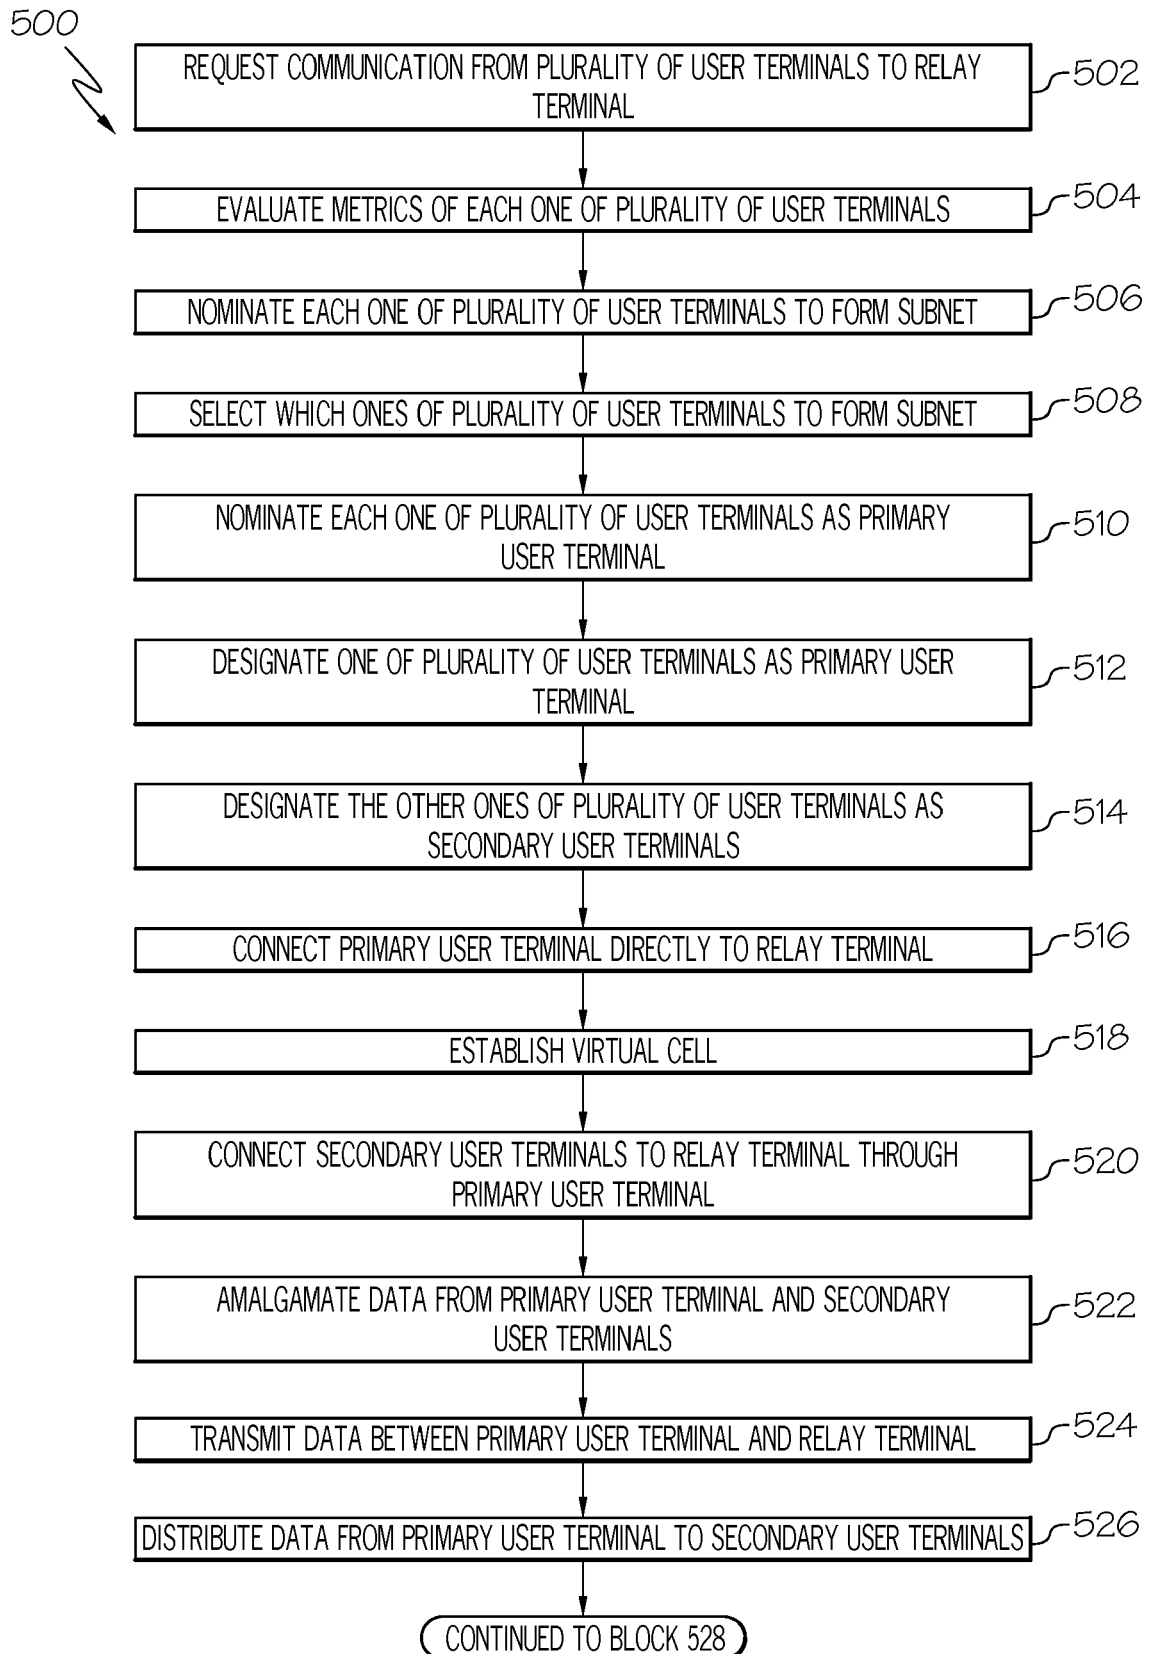 500
REQUEST COMMUNICATION FROM PLURALITY OF USER TERMINALS TO RELAY
TERMINAL
502
EVALUATE METRICS OF EACH ONE OF PLURALITY OF USER TERMINALS
504
NOMINATE EACH ONE OF PLURALITY OF USER TERMINALS TO FORM SUBNET
506
SELECT WHICH ONES OF PLURALITY OF USER TERMINALS TO FORM SUBNET
508
NOMINATE EACH ONE OF PLURALITY OF USER TERMINALS AS PRIMARY
USER TERMINAL
510
DESIGNATE ONE OF PLURALITY OF USER TERMINALS AS PRIMARY USER
TERMINAL
512
DESIGNATE THE OTHER ONES OF PLURALITY OF USER TERMINALS AS
SECONDARY USER TERMINALS
514
CONNECT PRIMARY USER TERMINAL DIRECTLY TO RELAY TERMINAL
516
ESTABLISH VIRTUAL CELL
518
CONNECT SECONDARY USER TERMINALS TO RELAY TERMINAL THROUGH
PRIMARY USER TERMINAL
520
AMALGAMATE DATA FROM PRIMARY USER TERMINAL AND SECONDARY
USER TERMINALS
522
TRANSMIT DATA BETWEEN PRIMARY USER TERMINAL AND RELAY TERMINAL
524
DISTRIBUTE DATA FROM PRIMARY USER TERMINAL TO SECONDARY USER TERMINALS
526
CONTINUED TO BLOCK 528